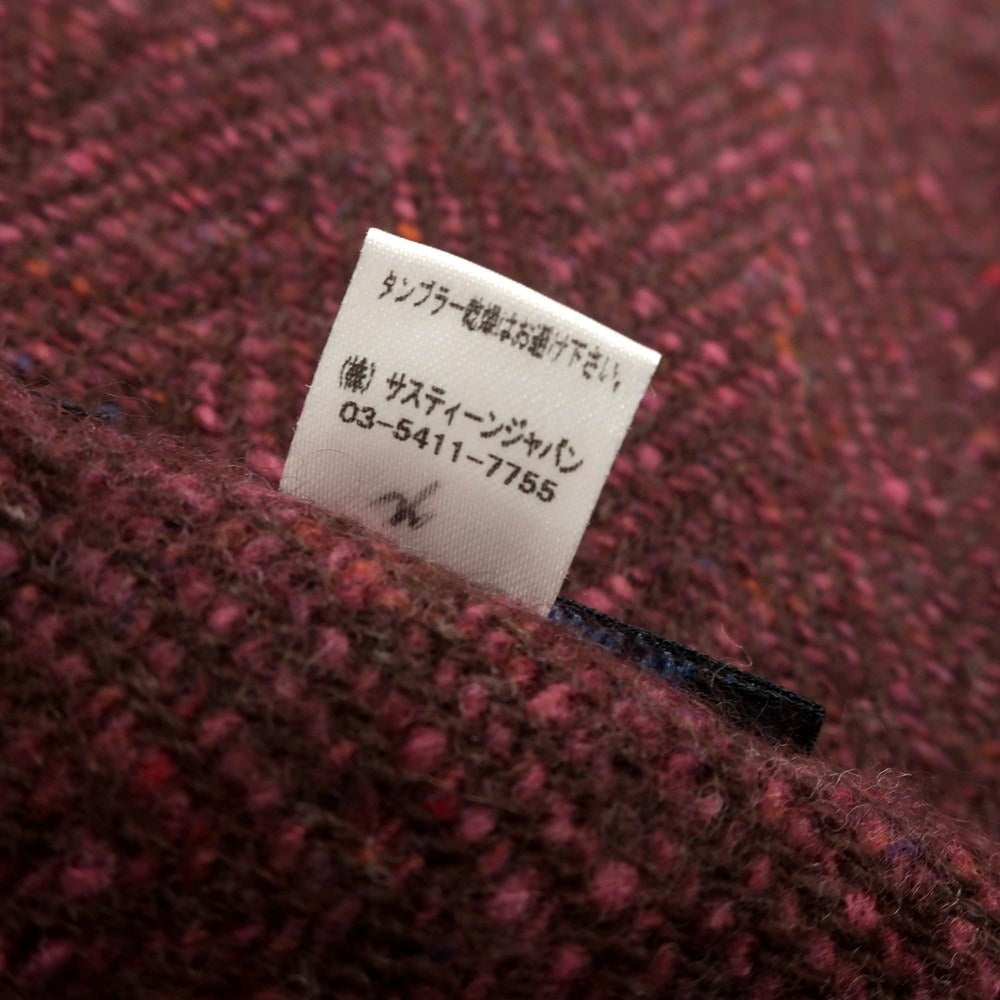 タンブラー乾燥はお避け下さい。
㈱ サスティーンジャパン
03-5411-7755